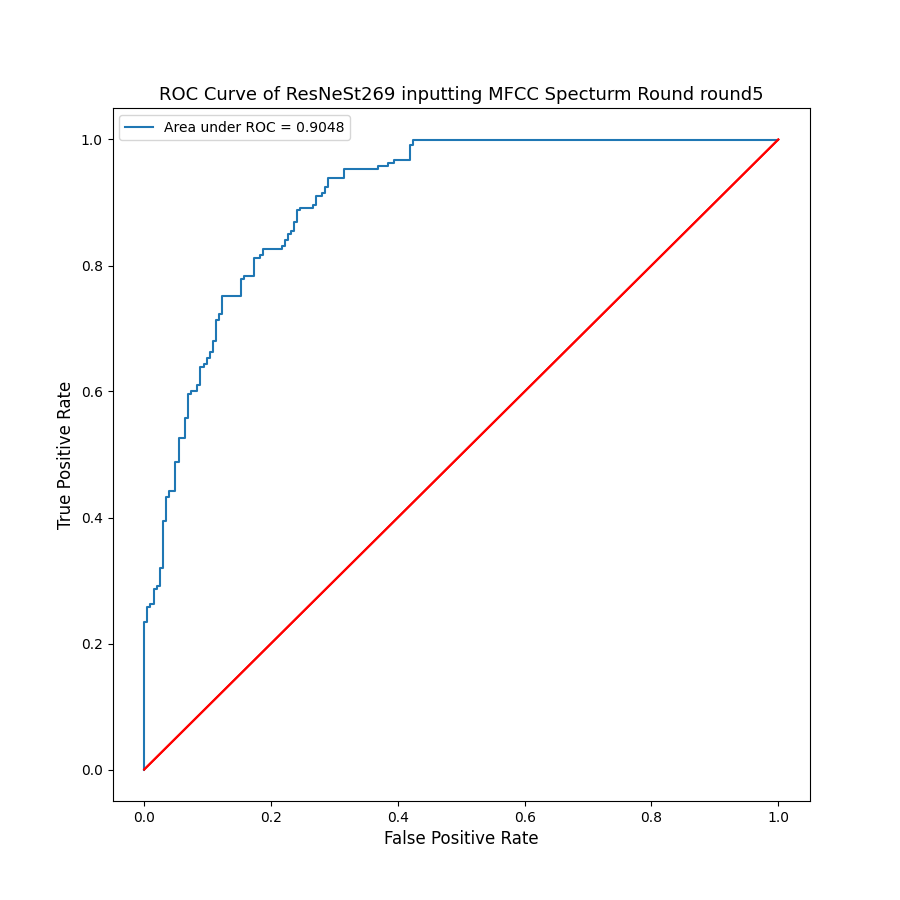 ROC Curve of ResNeSt269 inputting MFCC Specturm Round round5
Area under ROC = 0.9048
1.0
0.8
0.6
0.4
0.2
0.0
True Positive Rate
0.0 0.2 0.4 0.6 0.8 1.0
False Positive Rate